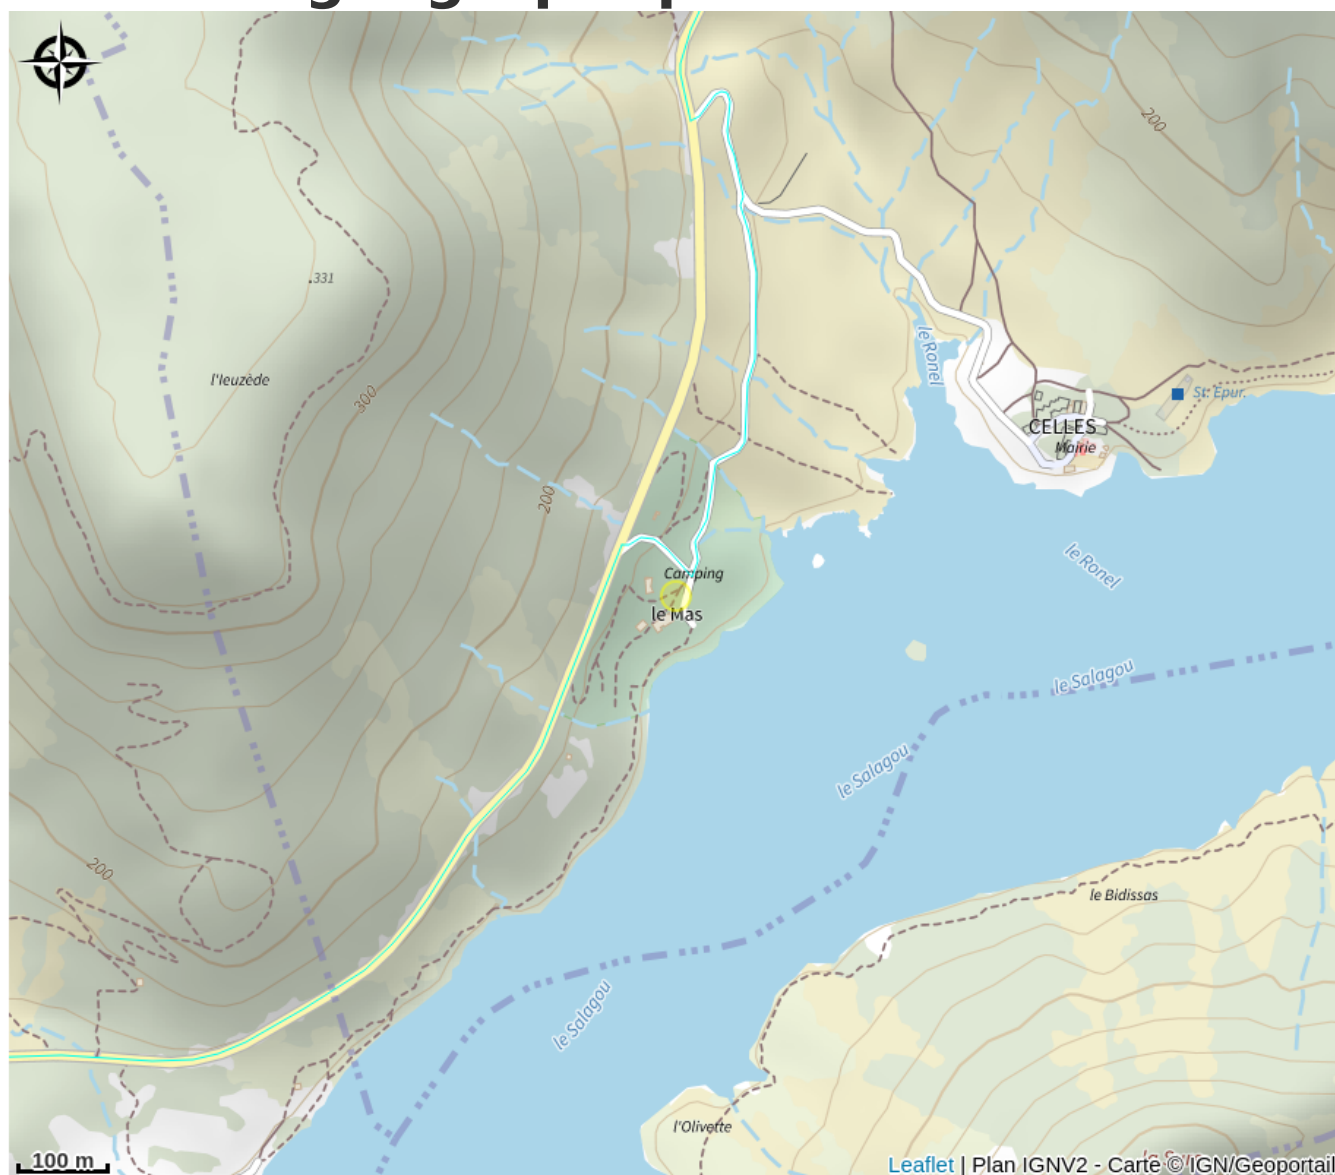 200
.331
le Ronel
l'Ieuzède
300
St. Épur.
CELLES
Mairie
200
le Ronel
Camping
le Mas
le Salagou
le Salagou
200
le Bidissas
le Salagou
l'Olivette
100 m
Leaflet | Plan IGNV2 - Carte © IGN/Geoportail